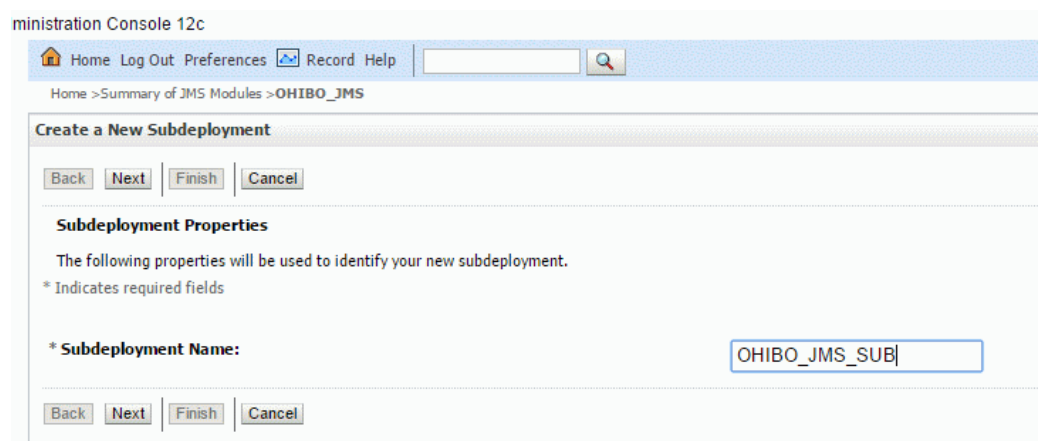 ministration Console 12c
Home Log Out Preferences Record Help
Home >Summary of JMS Modules >OHIBO_JMS
Create a New Subdeployment
Back Next Finish Cancel
Subdeployment Properties
The following properties will be used to identify your new subdeployment.
* Indicates required fields
* Subdeployment Name: OHIBO_JMS_SUB
Back Next Finish Cancel